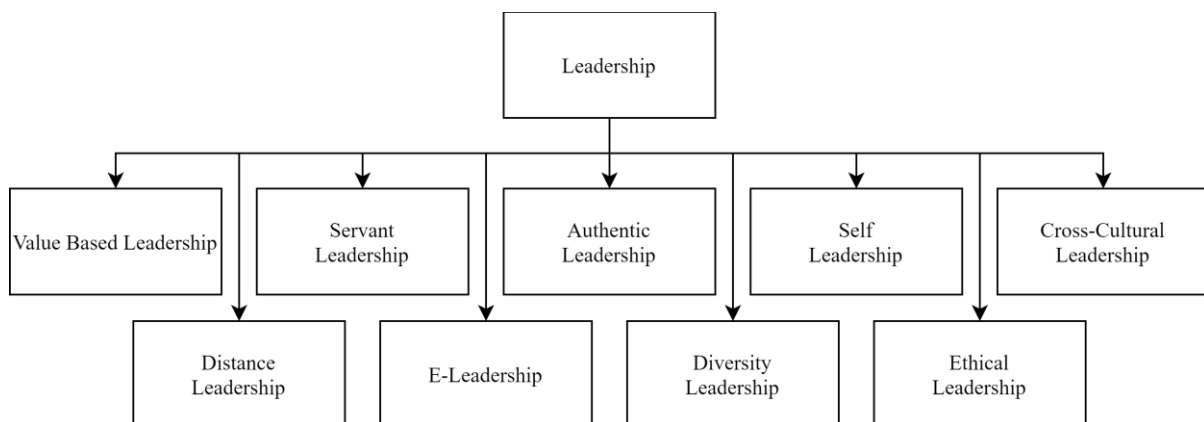 Leadership
Value Based Leadership
Servant
Leadership
Authentic
Leadership
Self
Leadership
Cross-Cultural
Leadership
Distance
Leadership
E-Leadership
Diversity
Leadership
Ethical
Leadership